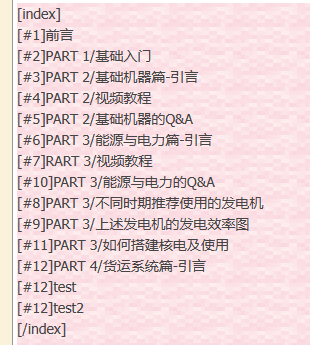 [index]
[#1]前言
[#2]PART 1/基础入门
[#3]PART 2/基础机器篇-引言
[#4]PART 2/视频教程
[#5]PART 2/基础机器的Q&A
[#6]PART 3/能源与电力篇-引言
[#7]RART 3/视频教程
[#10]PART 3/能源与电力的Q&A
[#8]PART 3/不同时期推荐使用的发电机
[#9]PART 3/上述发电机的发电效率图
[#11]PART 3/如何搭建核电及使用
[#12]PART 4/货运系统篇-引言
[#12]test
[#12]test2
[/index]